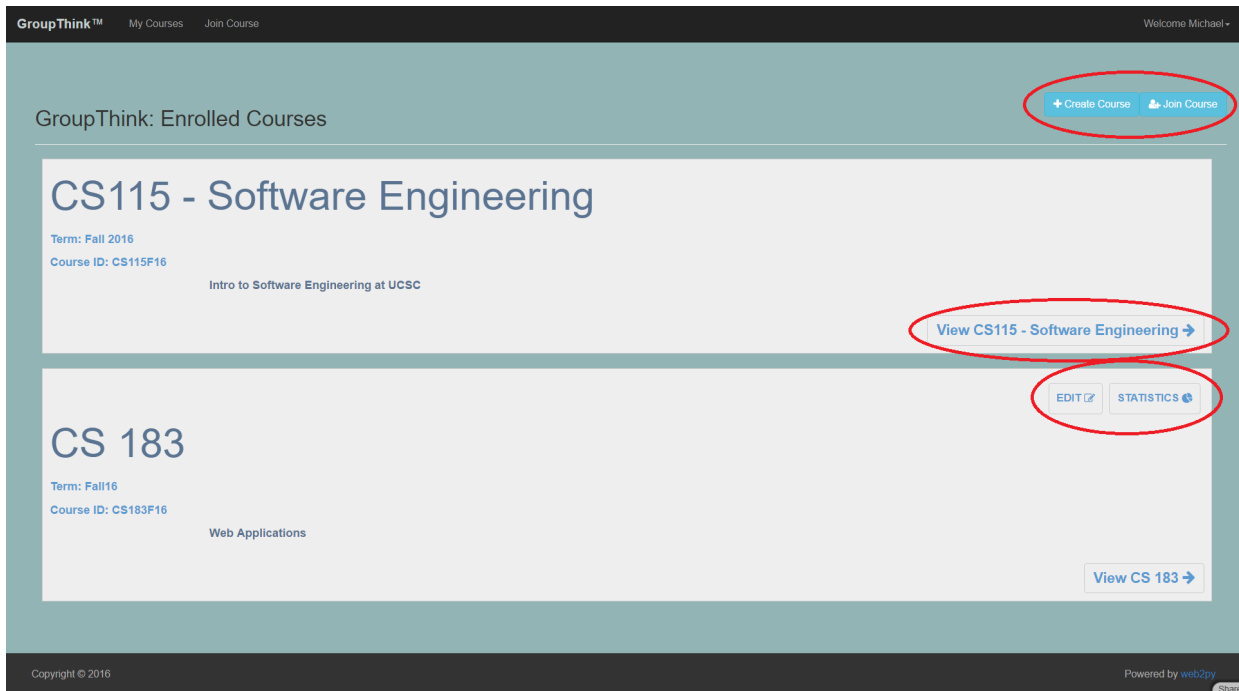 GroupThink™ My Courses Join Course Welcome Michael
Create Course Join Course
GroupThink: Enrolled Courses
CS115 - Software Engineering
Term: Fall 2016
Course ID: CS115F16
Intro to Software Engineering at UCSC
View CS115 - Software Engineering
EDIT STATISTICS
CS 183
Term: Fall16
Course ID: CS183F16
Web Applications
View CS 183
Copyright © 2016 Powered by web2py
Share